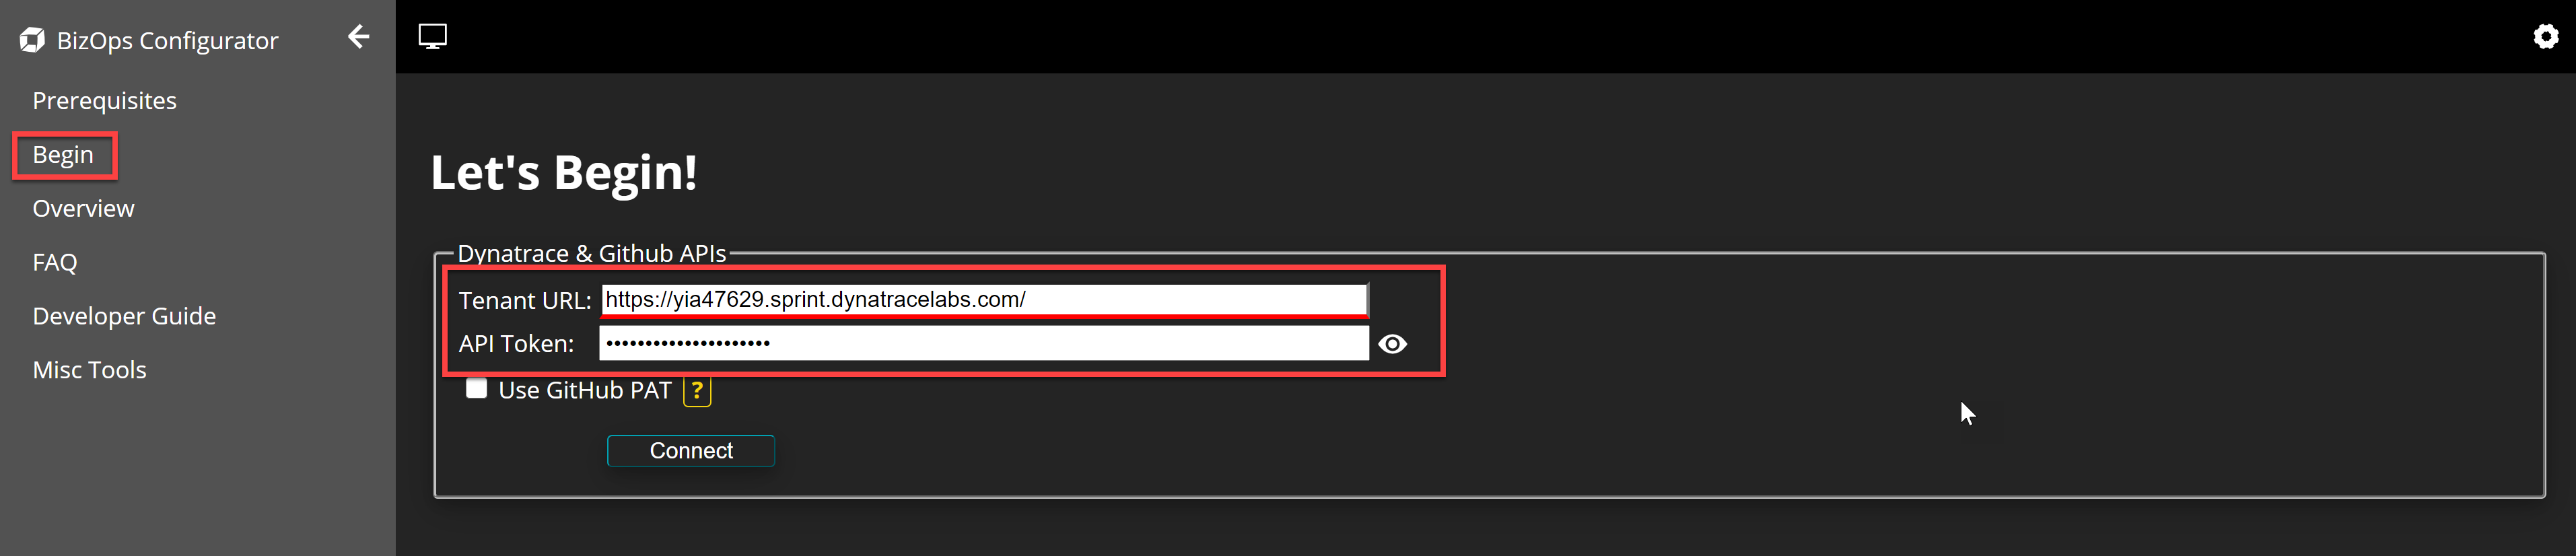 BizOps Configurator
Prerequisites
Begin
Overview
FAQ
Developer Guide
Misc Tools
Let's Begin!
Dynatrace & Github APIs
Tenant URL: https://yia47629.sprint.dynatracelabs.com/
API Token: •••••••••••••••••••••
Use GitHub PAT ?
Connect